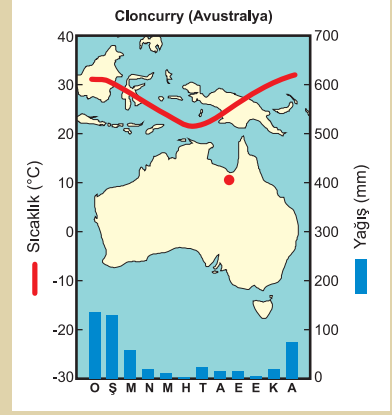 Cloncurry (Avustralya)
40 700
30 600
20 500
10 400
0 300
-10 200
-20 100
-30 0
O Ş M N M H T A E E K A
Sıcaklık (°C)
Yağış (mm)